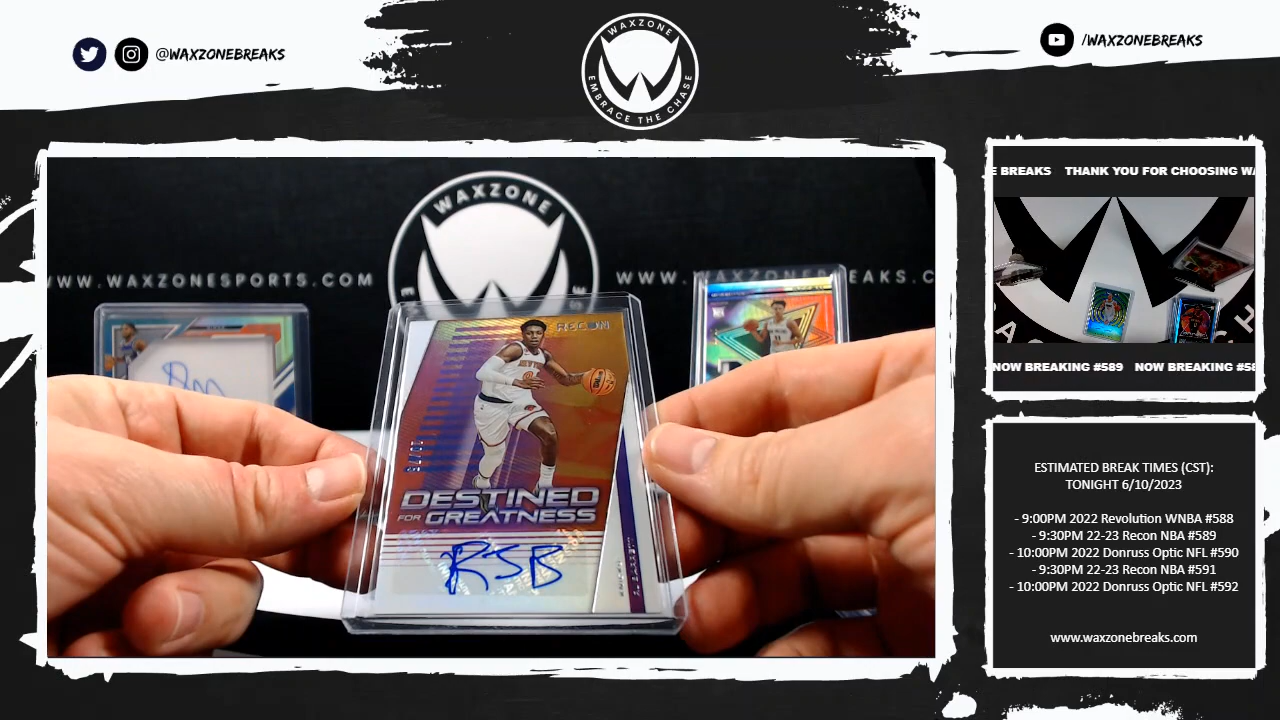 @WAXZONEBREAKS
WAXZONE
EMBRACE THE CHASE
/WAXZONEBREAKS
WAXZONE
WWW.WAXZONESPORTS.COM
RECON
DESTINED
FOR GREATNESS
RJB
E BREAKS THANK YOU FOR CHOOSING WA
NOW BREAKING #589 NOW BREAKING #58
ESTIMATED BREAK TIMES (CST):
TONIGHT 6/10/2023
- 9:00PM 2022 Revolution WNBA #588
- 9:30PM 22-23 Recon NBA #589
- 10:00PM 2022 Donruss Optic NFL #590
- 9:30PM 22-23 Recon NBA #591
- 10:00PM 2022 Donruss Optic NFL #592
www.waxzonebreaks.com